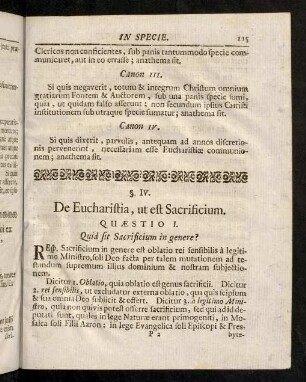 IN SPECIE. 115
Clericos non conficientes, sub panis tantummodo specie com-
municaret, aut in eo errasse; anathema sit.
Canon III.
Si quis negaverit, totum & integrum Christum omnium
gratiarum Fontem & Auctorem, sub una panis specie sumi,
quia, ut quidam falso asserunt; non secundum ipsius Christi
institutionem sub utraque specie sumatur; anathema sit.
Canon IV.
Si quis dixerit, parvulis, antequam ad annos discretio-
nis pervenerint, necessariam esse Eucharistiæ communio-
nem; anathema sit.
§. IV.
De Eucharistia, ut est Sacrificium.
QUÆSTIO I.
Quid sit Sacrificium in genere?
Resp. Sacrificium in genere est oblatio rei sensibilis à legiti-
mo Ministro, soli Deo facta per talem mutationem ad te-
standum supremum illius dominium & nostram subjectio-
nem.
Dicitur 1. Oblatio, quia oblatio est genus sacrificii. Dicitur
2. rei sensibilis, ut excludatur externa oblatio, qua quis seipsum
& sua omnia Deo subjicit & offert. Dicitur 3. à legitimo Mini-
stro, quia nun quivis potest offerre sacrificium, sec qui ad id de-
putati sunt, quales in lege Naturæ erant primogeniti, in Mo-
saica soli Filii Aaron: in lege Evangelica soli Episcopi & Pres-
P 2 byte-